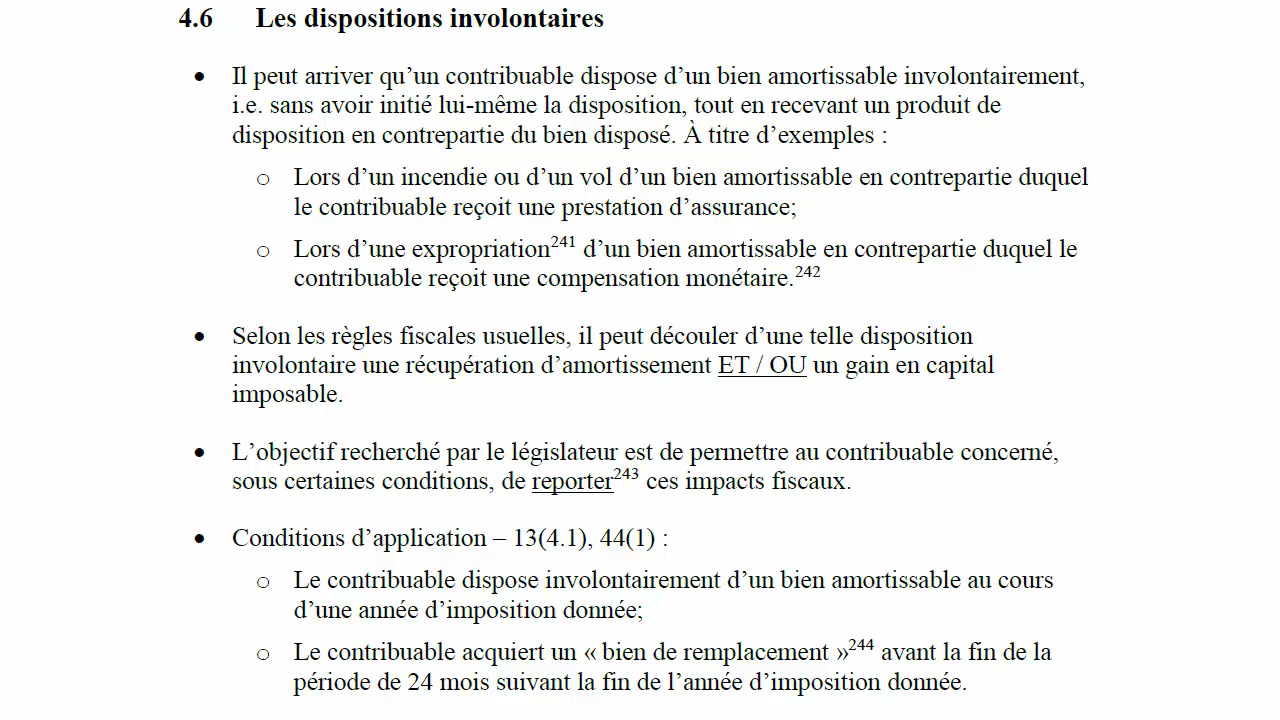 4.6 Les dispositions involontaires
• Il peut arriver qu’un contribuable dispose d’un bien amortissable involontairement,
i.e. sans avoir initié lui-même la disposition, tout en recevant un produit de
disposition en contrepartie du bien disposé. À titre d’exemples :
o Lors d’un incendie ou d’un vol d’un bien amortissable en contrepartie duquel
le contribuable reçoit une prestation d’assurance;
o Lors d’une expropriation241 d’un bien amortissable en contrepartie duquel le
contribuable reçoit une compensation monétaire.242
• Selon les règles fiscales usuelles, il peut découler d’une telle disposition
involontaire une récupération d’amortissement ET / OU un gain en capital
imposable.
• L’objectif recherché par le législateur est de permettre au contribuable concerné,
sous certaines conditions, de reporter243 ces impacts fiscaux.
• Conditions d’application – 13(4.1), 44(1) :
o Le contribuable dispose involontairement d’un bien amortissable au cours
d’une année d’imposition donnée;
o Le contribuable acquiert un « bien de remplacement »244 avant la fin de la
période de 24 mois suivant la fin de l’année d’imposition donnée.